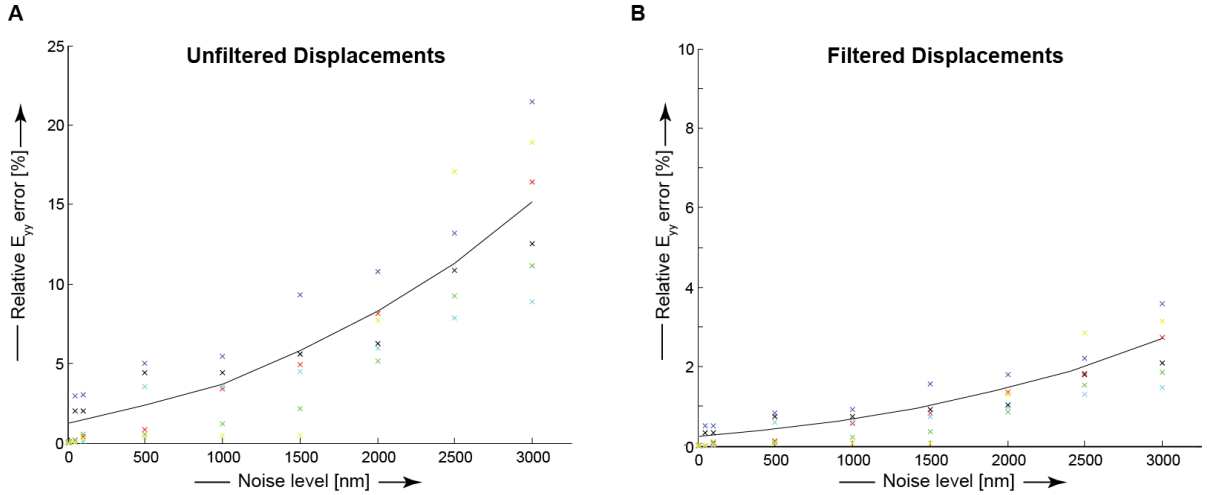 A
Unfiltered Displacements
Relative Eyy error [%]
25
20
15
10
5
0
0 500 1000 1500 2000 2500 3000
Noise level [nm]
B
Filtered Displacements
Relative Eyy error [%]
10
8
6
4
2
0
0 500 1000 1500 2000 2500 3000
Noise level [nm]